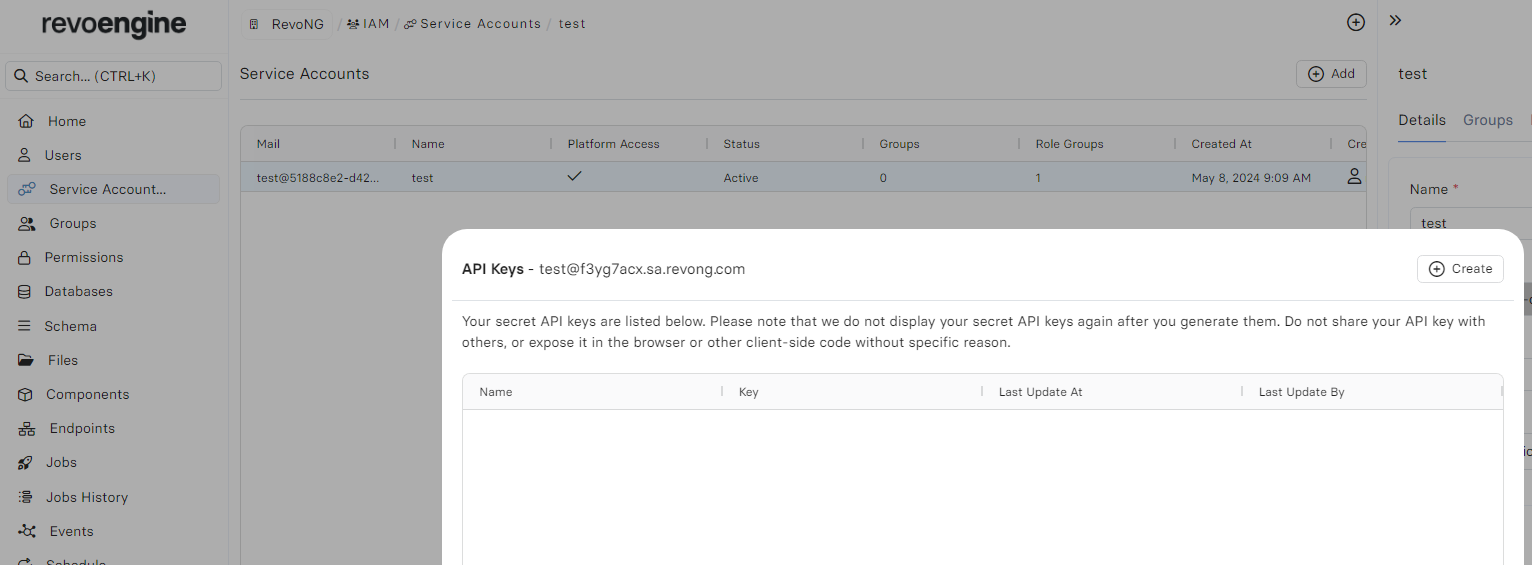 revoengine
RevoNG / IAM / Service Accounts / test
Search... (CTRL+K)
Service Accounts
Add
test
Home
Users
Service Account...
Groups
Permissions
Databases
Schema
Files
Components
Endpoints
Jobs
Jobs History
Events
Schedule
Details Groups
Mail Name Platform Access Status Groups Role Groups Created At Cre
test@5188c8e2-d42... test Active 0 1 May 8, 2024 9:09 AM
Name *
test
API Keys - test@f3yg7acx.sa.revong.com
Create
Your secret API keys are listed below. Please note that we do not display your secret API keys again after you generate them. Do not share your API key with
others, or expose it in the browser or other client-side code without specific reason.
Name Key Last Update At Last Update By